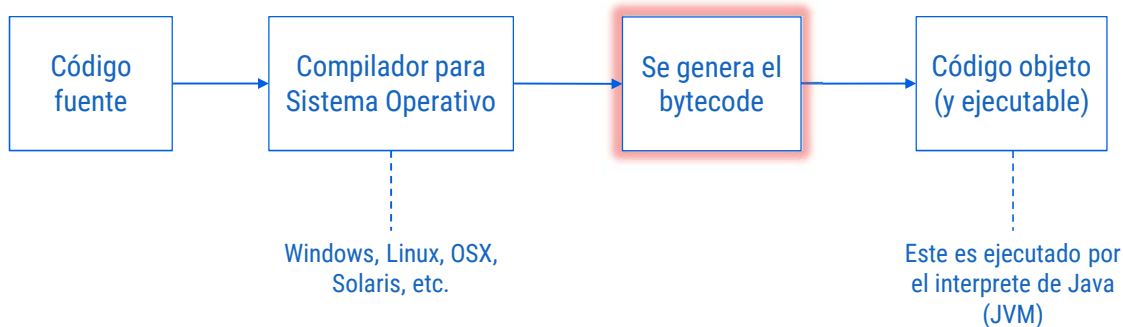 Código
fuente
Compilador para
Sistema Operativo
Se genera el
bytecode
Código objeto
(y ejecutable)
Windows, Linux, OSX,
Solaris, etc.
Este es ejecutado por
el interprete de Java
(JVM)